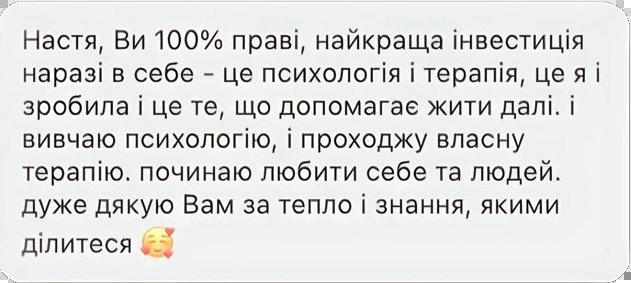 Настя, Ви 100% праві, найкраща інвестиція
наразі в себе - це психологія і терапія, це я і
зробила і це те, що допомагає жити далі. і
вивчаю психологію, і проходжу власну
терапію. починаю любити себе та людей.
дуже дякую Вам за тепло і знання, якими
ділитеся 🥰